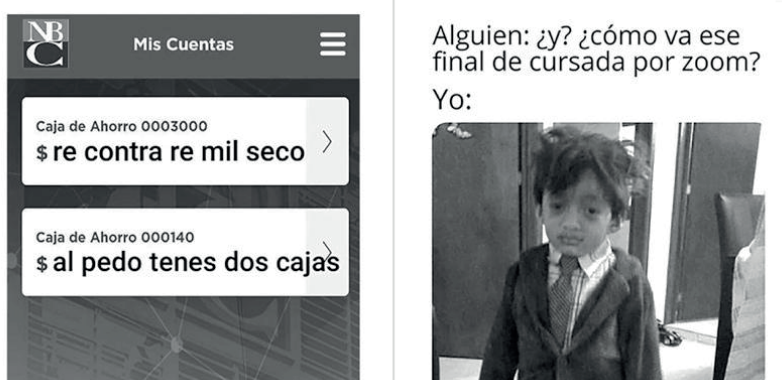 NB
C
Mis Cuentas
Caja de Ahorro 0003000
$ re contra re mil seco
Caja de Ahorro 000140
$ al pedo tenes dos cajas
Alguien: ¿y? ¿cómo va ese
final de cursada por zoom?
Yo: